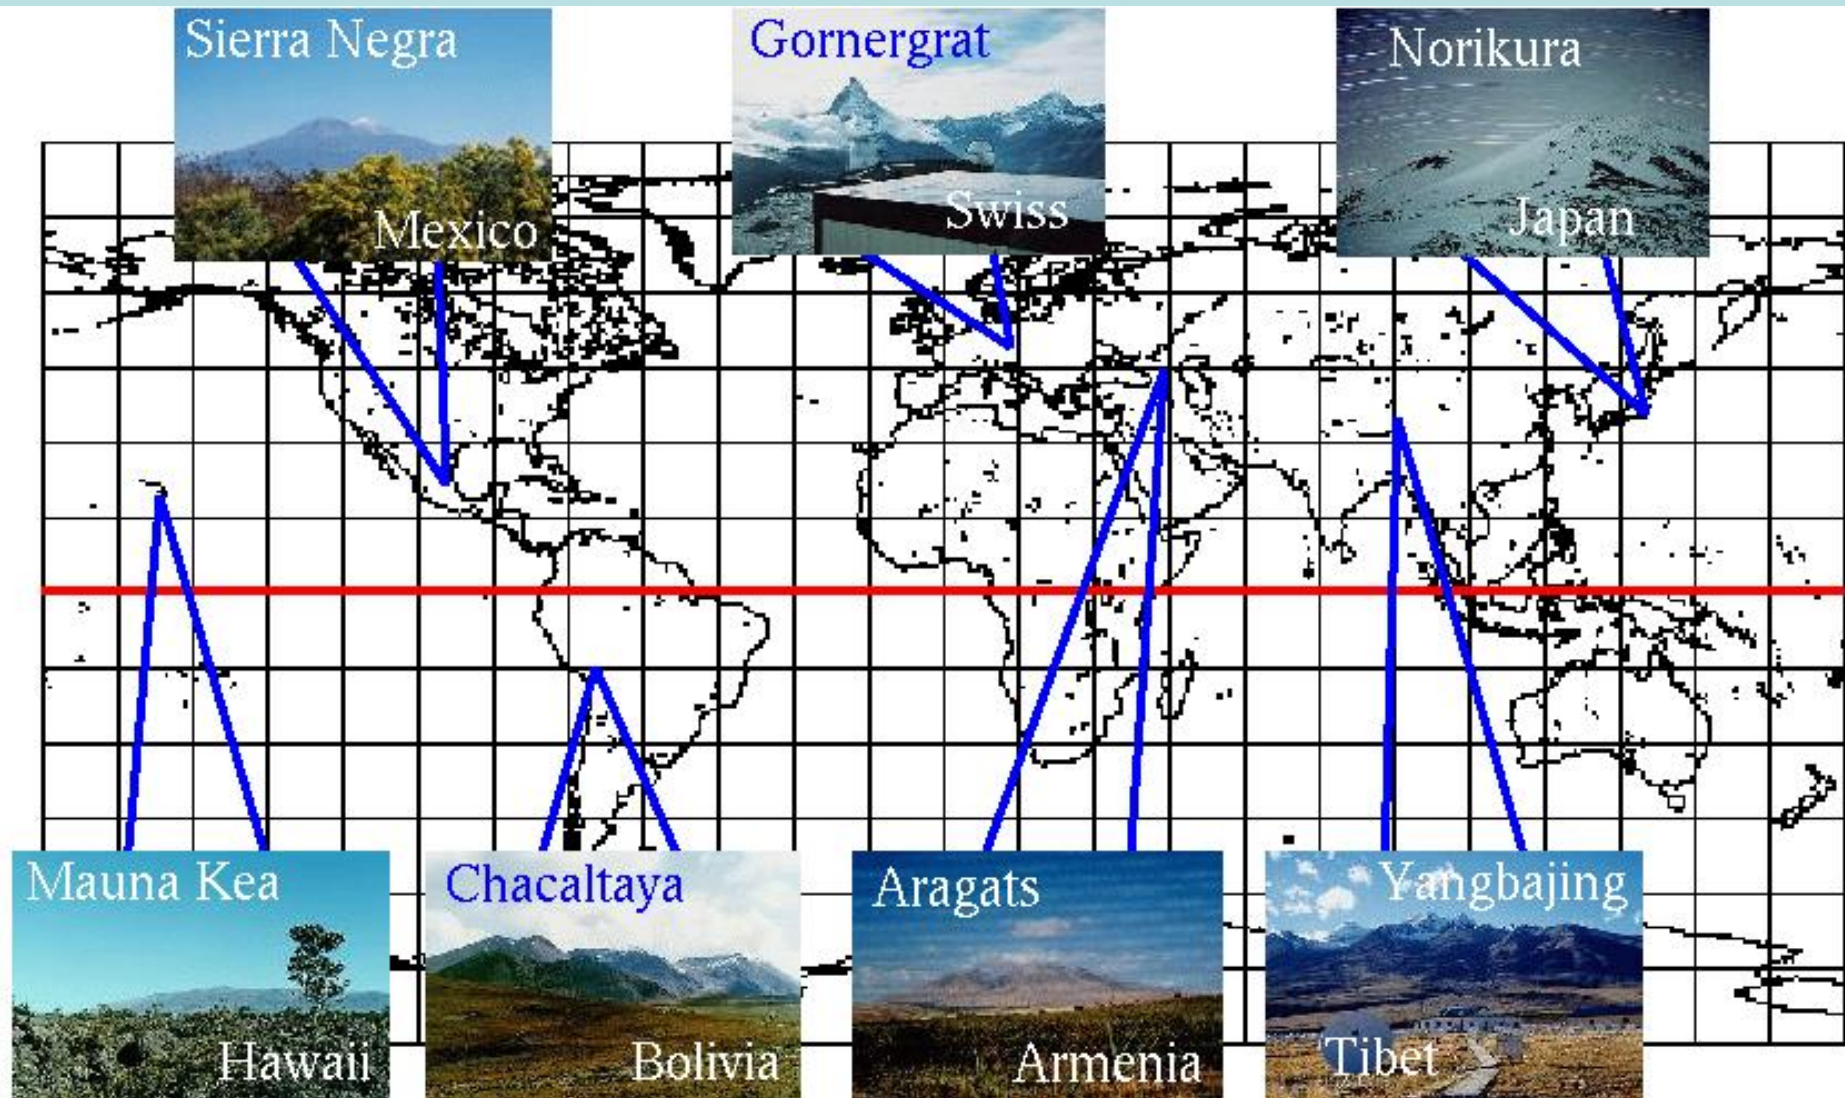 Sierra Negra
Mexico
Gornergrat
Swiss
Norikura
Japan
Mauna Kea
Hawaii
Chacaltaya
Bolivia
Aragats
Armenia
Yangbajing
Tibet